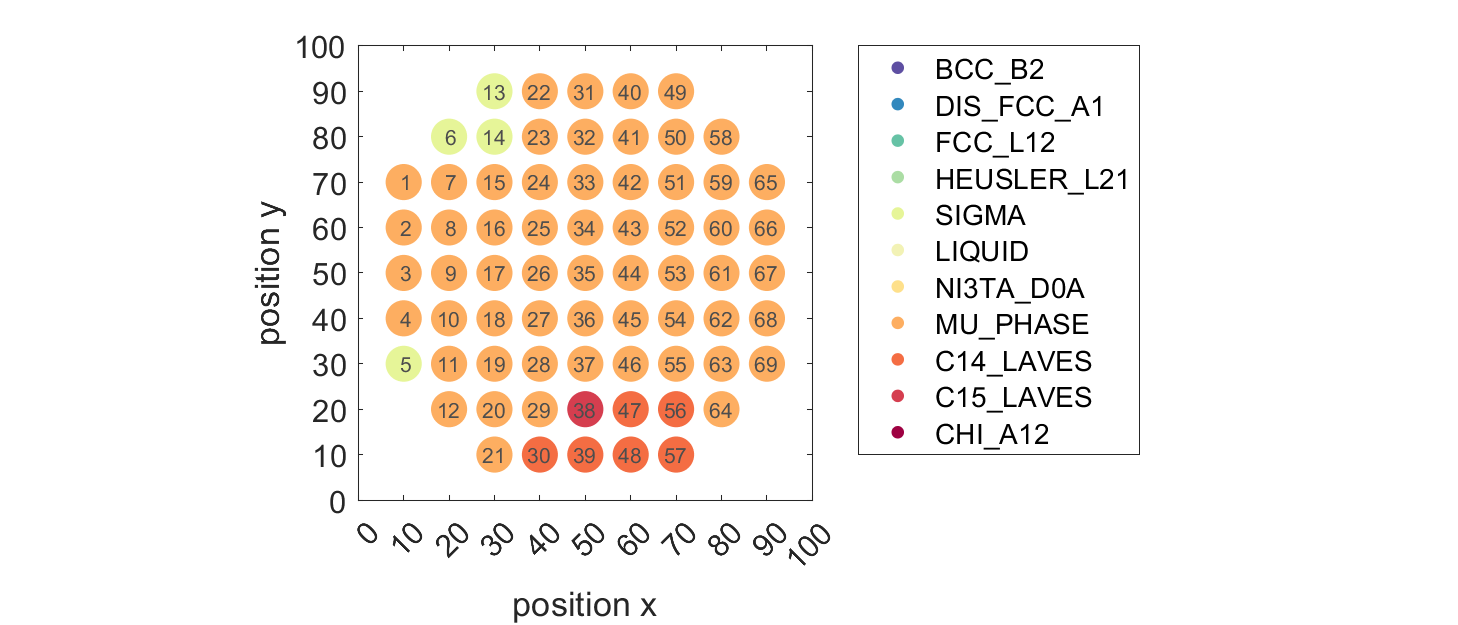 100
90
80
70
60
50
40
30
20
10
0
position y
13 22 31 40 49
6 14 23 32 41 50 58
1 7 15 24 33 42 51 59 65
2 8 16 25 34 43 52 60 66
3 9 17 26 35 44 53 61 67
4 10 18 27 36 45 54 62 68
5 11 19 28 37 46 55 63 69
12 20 29 38 47 56 64
21 30 39 48 57
0 10 20 30 40 50 60 70 80 90 100
position x
BCC_B2
DIS_FCC_A1
FCC_L12
HEUSLER_L21
SIGMA
LIQUID
NI3TA_D0A
MU_PHASE
C14_LAVES
C15_LAVES
CHI_A12